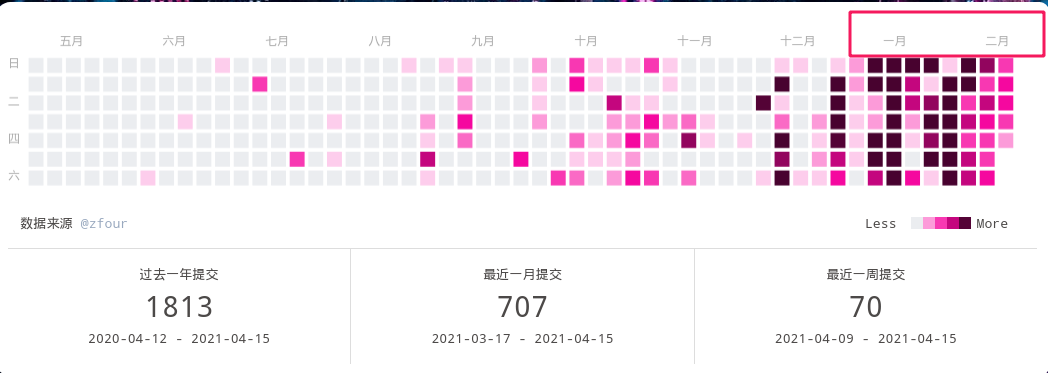 五月 六月 七月 八月 九月 十月 十一月 十二月 一月 二月
日
二
四
六
数据来源 @zfour Less More
过去一年提交 最近一月提交 最近一周提交
1813 707 70
2020-04-12 - 2021-04-15 2021-03-17 - 2021-04-15 2021-04-09 - 2021-04-15